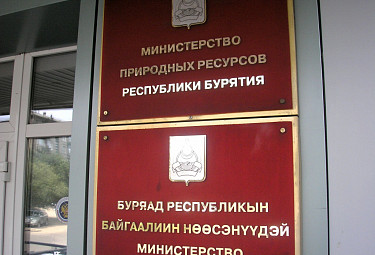 МИНИСТЕРСТВО
ПРИРОДНЫХ РЕСУРСОВ
РЕСПУБЛИКИ БУРЯТИЯ
БУРЯАД РЕСПУБЛИКЫН
БАЙГААЛИИН НӨӨСЭНҮҮДЭЙ
МИНИСТЕРСТВО